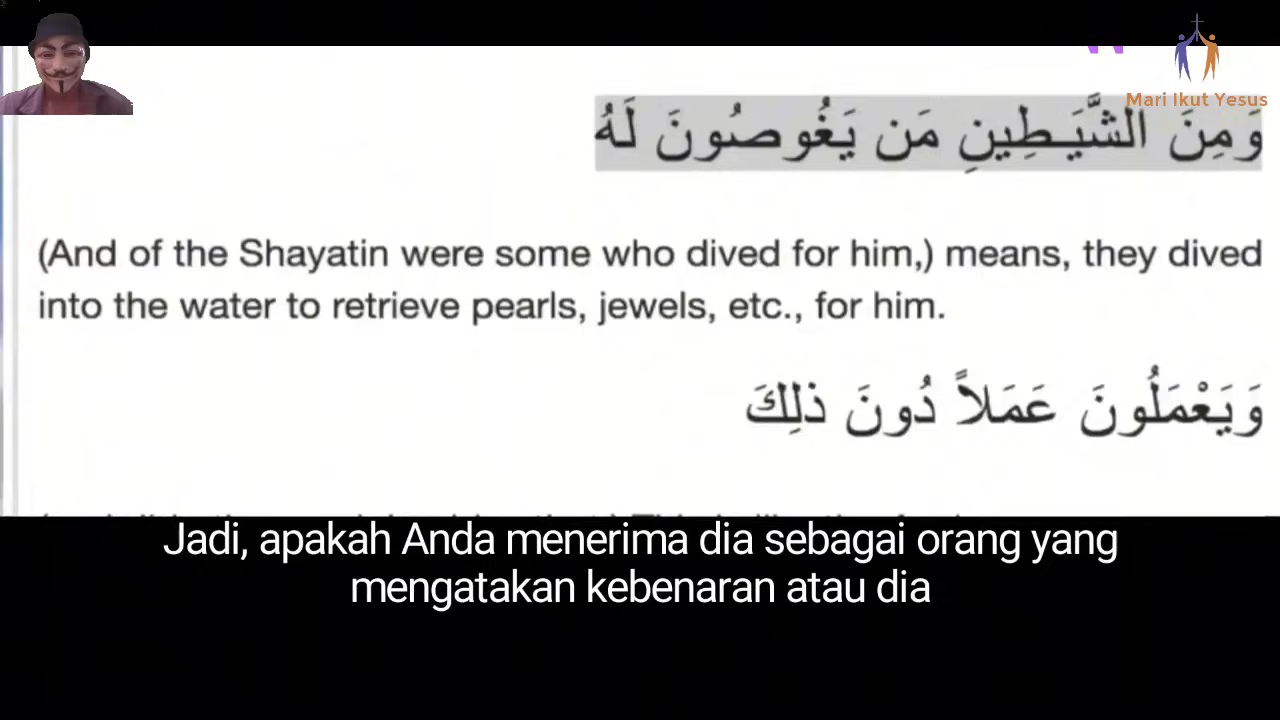 Mari Ikut Yesus
وَمِنَ الشَّيَـطِينِ مَن يَغُوصُونَ لَهُ
(And of the Shayatin were some who dived for him,) means, they dived
into the water to retrieve pearls, jewels, etc., for him.
وَيَعْمَلُونَ عَمَلاً دُونَ ذلِكَ
Jadi, apakah Anda menerima dia sebagai orang yang
mengatakan kebenaran atau dia